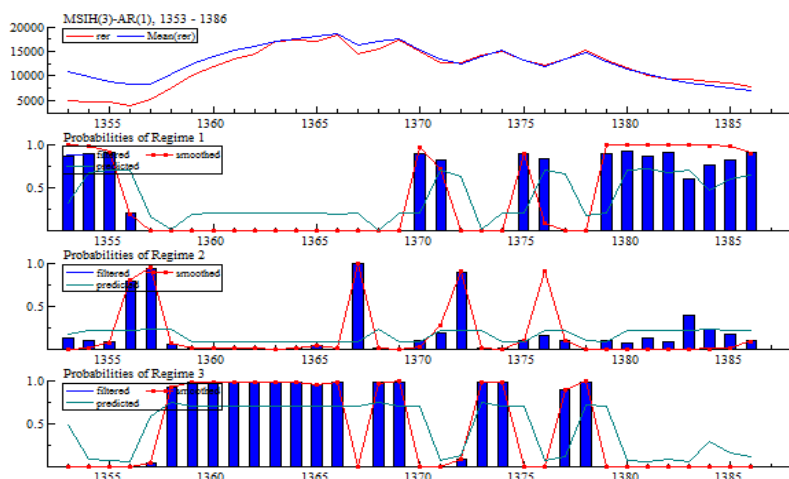 MSIH(3)-AR(1), 1353 - 1386
20000
rer Mean(rer)
15000
10000
5000
1355 1360 1365 1370 1375 1380 1385
Probabilities of Regime 1
1.0
filtered smoothed
predicted
0.5
1355 1360 1365 1370 1375 1380 1385
Probabilities of Regime 2
1.0
filtered smoothed
predicted
0.5
1355 1360 1365 1370 1375 1380 1385
Probabilities of Regime 3
1.0
filtered smoothed
predicted
0.5
1355 1360 1365 1370 1375 1380 1385